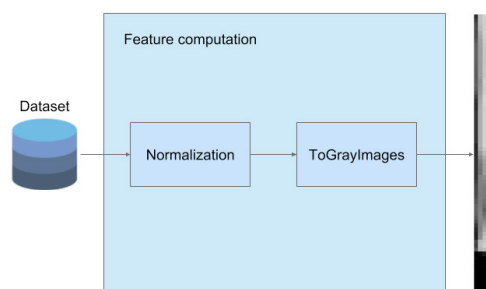 Feature computation
Dataset
Normalization
ToGrayImages